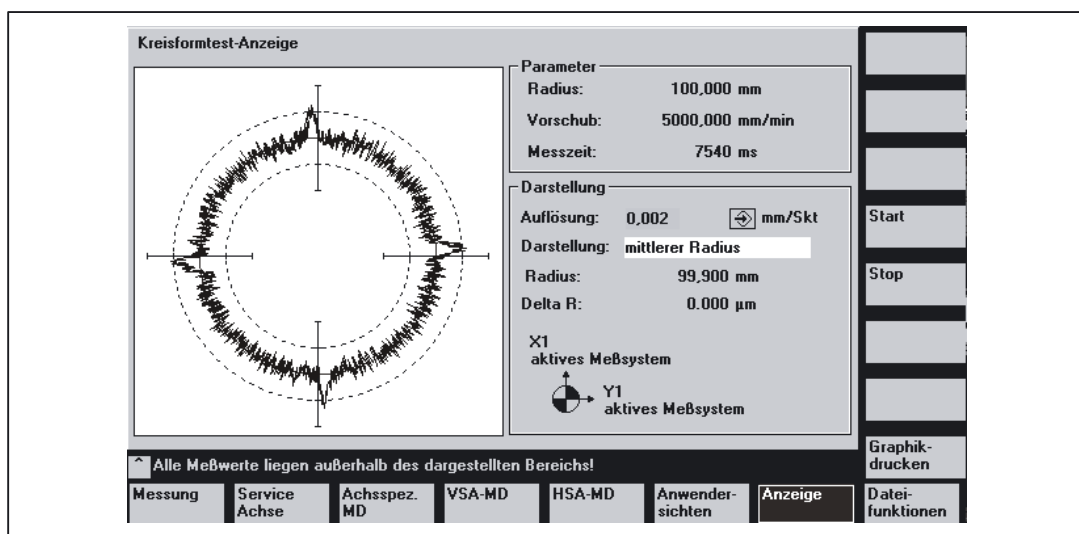 Kreisformtest-Anzeige
Parameter
Radius: 100,000 mm
Vorschub: 5000,000 mm/min
Messzeit: 7540 ms
Darstellung
Auflösung: 0,002 mm/Skt
Darstellung: mittlerer Radius
Radius: 99,900 mm
Delta R: 0.000 µm
X1
aktives Meßsystem
Y1
aktives Meßsystem
Start
Stop
Graphik-
drucken
^ Alle Meßwerte liegen außerhalb des dargestellten Bereichs!
Messung
Service
Achse
Achsspez.
MD
VSA-MD
HSA-MD
Anwender-
sichten
Anzeige
Datei-
funktionen